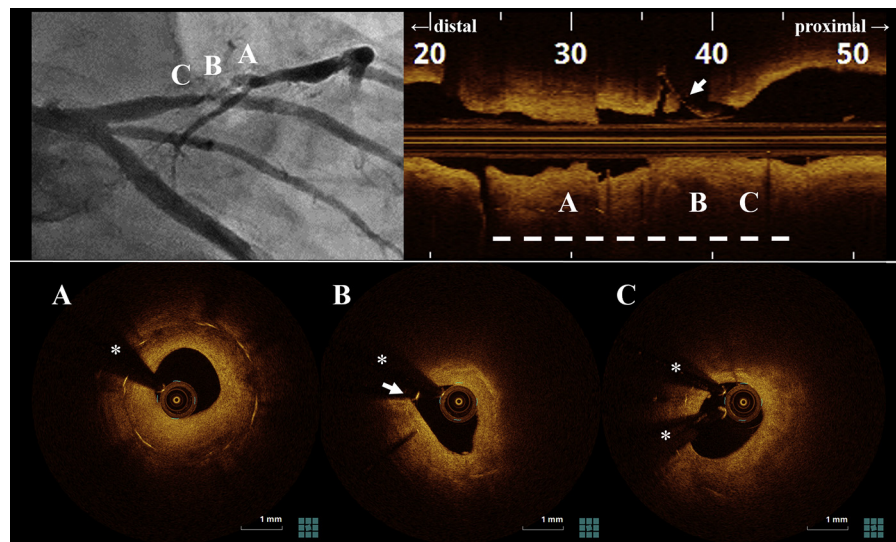 A
B
C
← distal
proximal →
20 30 40 50
A B C
A B C
* * * *
1 mm 1 mm 1 mm